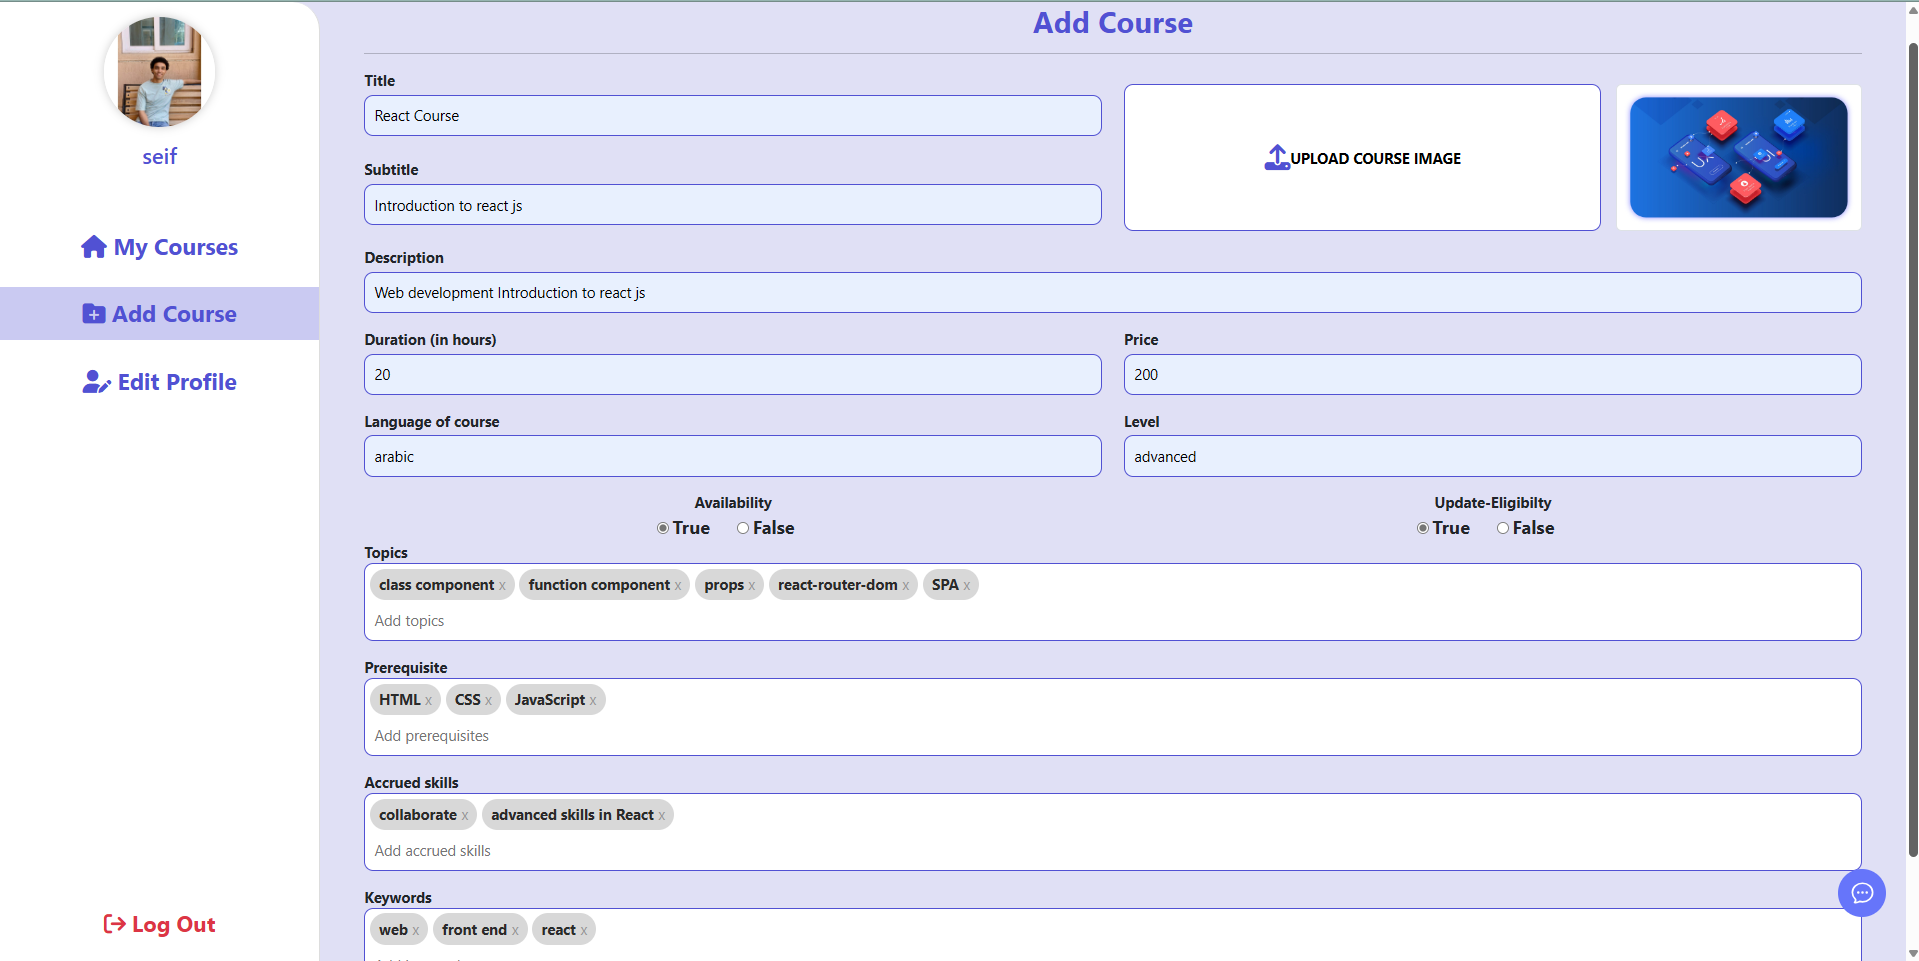 seif
My Courses
Add Course
Edit Profile
Log Out
Add Course
Title
React Course
Subtitle
Introduction to react js
UPLOAD COURSE IMAGE
UX
UI
Description
Web development Introduction to react js
Duration (in hours)
20
Price
200
Language of course
arabic
Level
advanced
Availability
True False
Update-Eligibilty
True False
Topics
class component x function component x props x react-router-dom x SPA x
Add topics
Prerequisite
HTML x CSS x JavaScript x
Add prerequisites
Accrued skills
collaborate x advanced skills in React x
Add accrued skills
Keywords
web x front end x react x